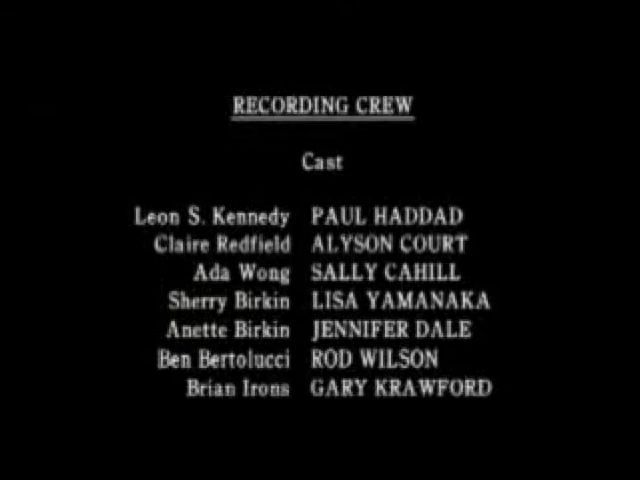 RECORDING CREW
Cast
Leon S. Kennedy PAUL HADDAD
Claire Redfield ALYSON COURT
Ada Wong SALLY CAHILL
Sherry Birkin LISA YAMANAKA
Anette Birkin JENNIFER DALE
Ben Bertolucci ROD WILSON
Brian Irons GARY KRAWFORD